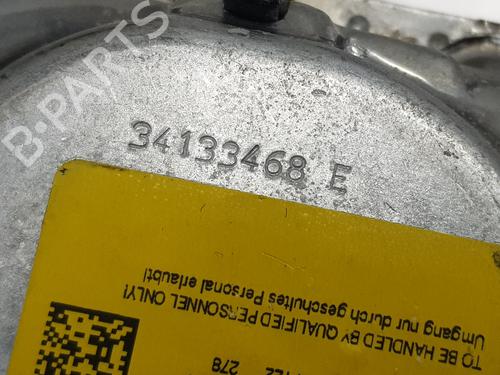 B-PARTS
34133468 E
TO BE HANDLED BY QUALIFIED PERSONNEL ONLY!
Umgang nur durch geschultes Personal erlaubt!
278